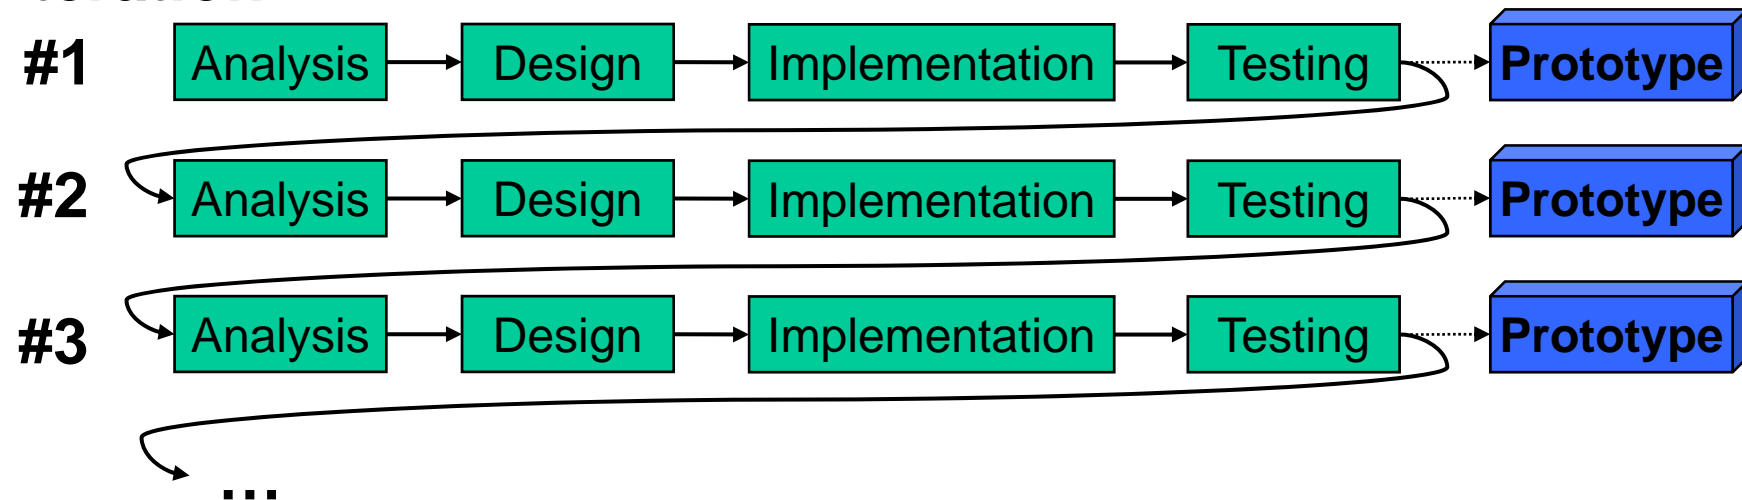 #1 Analysis Design Implementation Testing Prototype
#2 Analysis Design Implementation Testing Prototype
#3 Analysis Design Implementation Testing Prototype
...